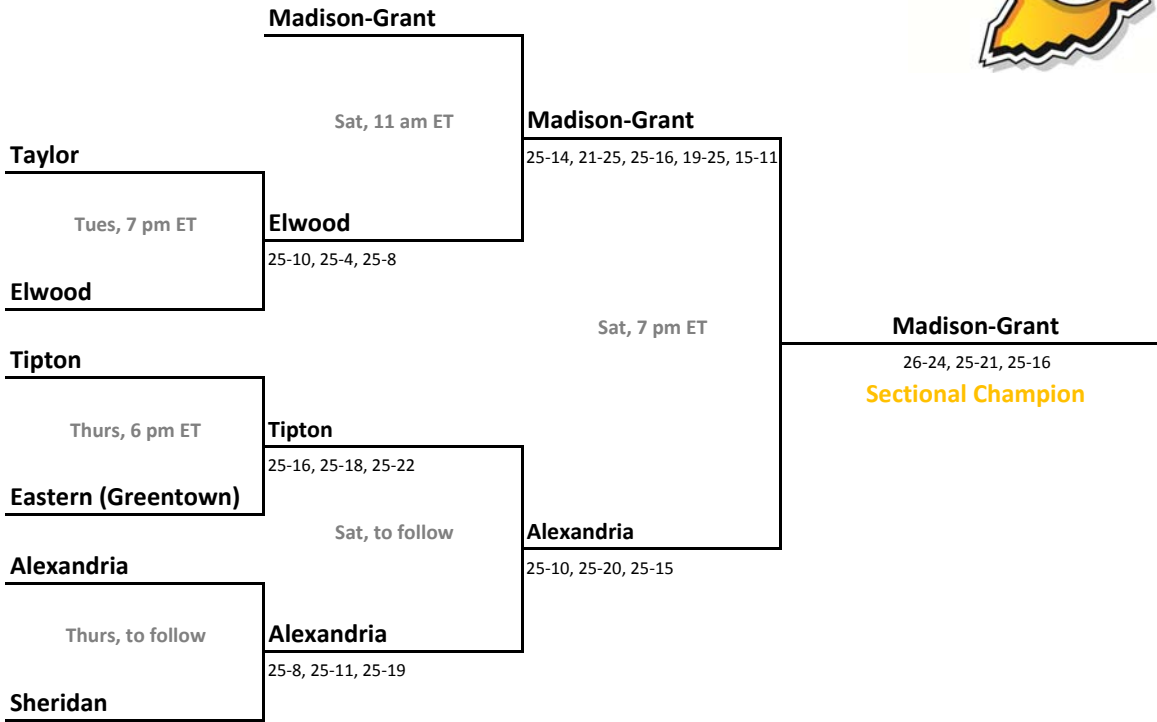 Madison-Grant
Sat, 11 am ET
Madison-Grant
Taylor
25-14, 21-25, 25-16, 19-25, 15-11
Tues, 7 pm ET
Elwood
25-10, 25-4, 25-8
Elwood
Sat, 7 pm ET
Madison-Grant
Tipton
26-24, 25-21, 25-16
Sectional Champion
Thurs, 6 pm ET
Tipton
25-16, 25-18, 25-22
Eastern (Greentown)
Sat, to follow
Alexandria
Alexandria
25-10, 25-20, 25-15
Thurs, to follow
Alexandria
25-8, 25-11, 25-19
Sheridan